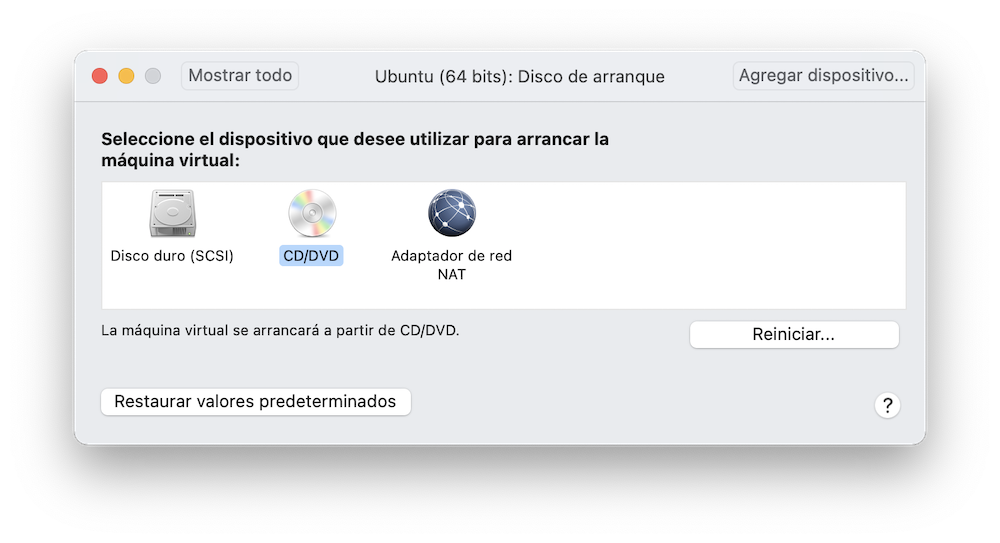 Mostrar todo
Ubuntu (64 bits): Disco de arranque
Agregar dispositivo...
Seleccione el dispositivo que desee utilizar para arrancar la
máquina virtual:
Disco duro (SCSI)
CD/DVD
Adaptador de red
NAT
La máquina virtual se arrancará a partir de CD/DVD.
Reiniciar...
Restaurar valores predeterminados
?